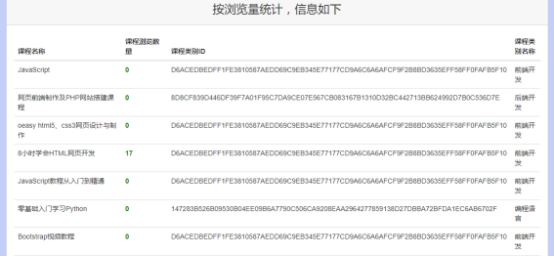 按浏览量统计，信息如下
课程名称 课程浏览数量 课程类别ID 课程类别名称
JavaScript 0 D6ACEDBEDFF1FE3810587AEDD69C9EB345E77177CD9A6C6A6AFCF9F2B8BD3635EFF58FF0FAFB5F10 前端开发
网页前端制作及PHP网站搭建课程 0 8D8CF839D446DF39F7A01F95C7DA9CE07E567CB083167B1310D32BC442713BB624992D7B0C536D7E 后端开发
oeasy html5、css3网页设计与制作 0 D6ACEDBEDFF1FE3810587AEDD69C9EB345E77177CD9A6C6A6AFCF9F2B8BD3635EFF58FF0FAFB5F10 前端开发
8小时学会HTML网页开发 17 D6ACEDBEDFF1FE3810587AEDD69C9EB345E77177CD9A6C6A6AFCF9F2B8BD3635EFF58FF0FAFB5F10 前端开发
JavaScript教程从入门到精通 0 D6ACEDBEDFF1FE3810587AEDD69C9EB345E77177CD9A6C6A6AFCF9F2B8BD3635EFF58FF0FAFB5F10 前端开发
零基础入门学习Python 0 147283B526B09530B04EE09B6A7790C506CA9208EAA2964277859138D27DBBA72BFDA1EC6AB6702F 编程语言
Bootstrap视频教程 0 D6ACEDBEDFF1FE3810587AEDD69C9EB345E77177CD9A6C6A6AFCF9F2B8BD3635EFF58FF0FAFB5F10 前端开发